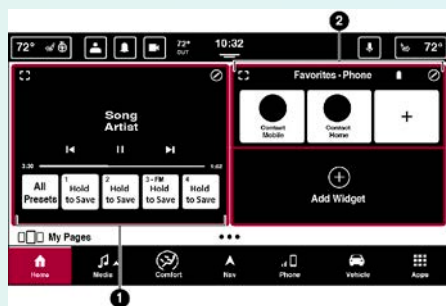 2
72° 72° OUT 10:32 72°
Favorites - Phone
Song
Artist
Contact Mobile
Contact Home
+
3:30 1:02
All Presets
1 Hold to Save
2 Hold to Save
3 - FM Hold to Save
4 Hold to Save
Add Widget
My Pages
Home Media Comfort Nav Phone Vehicle Apps
1